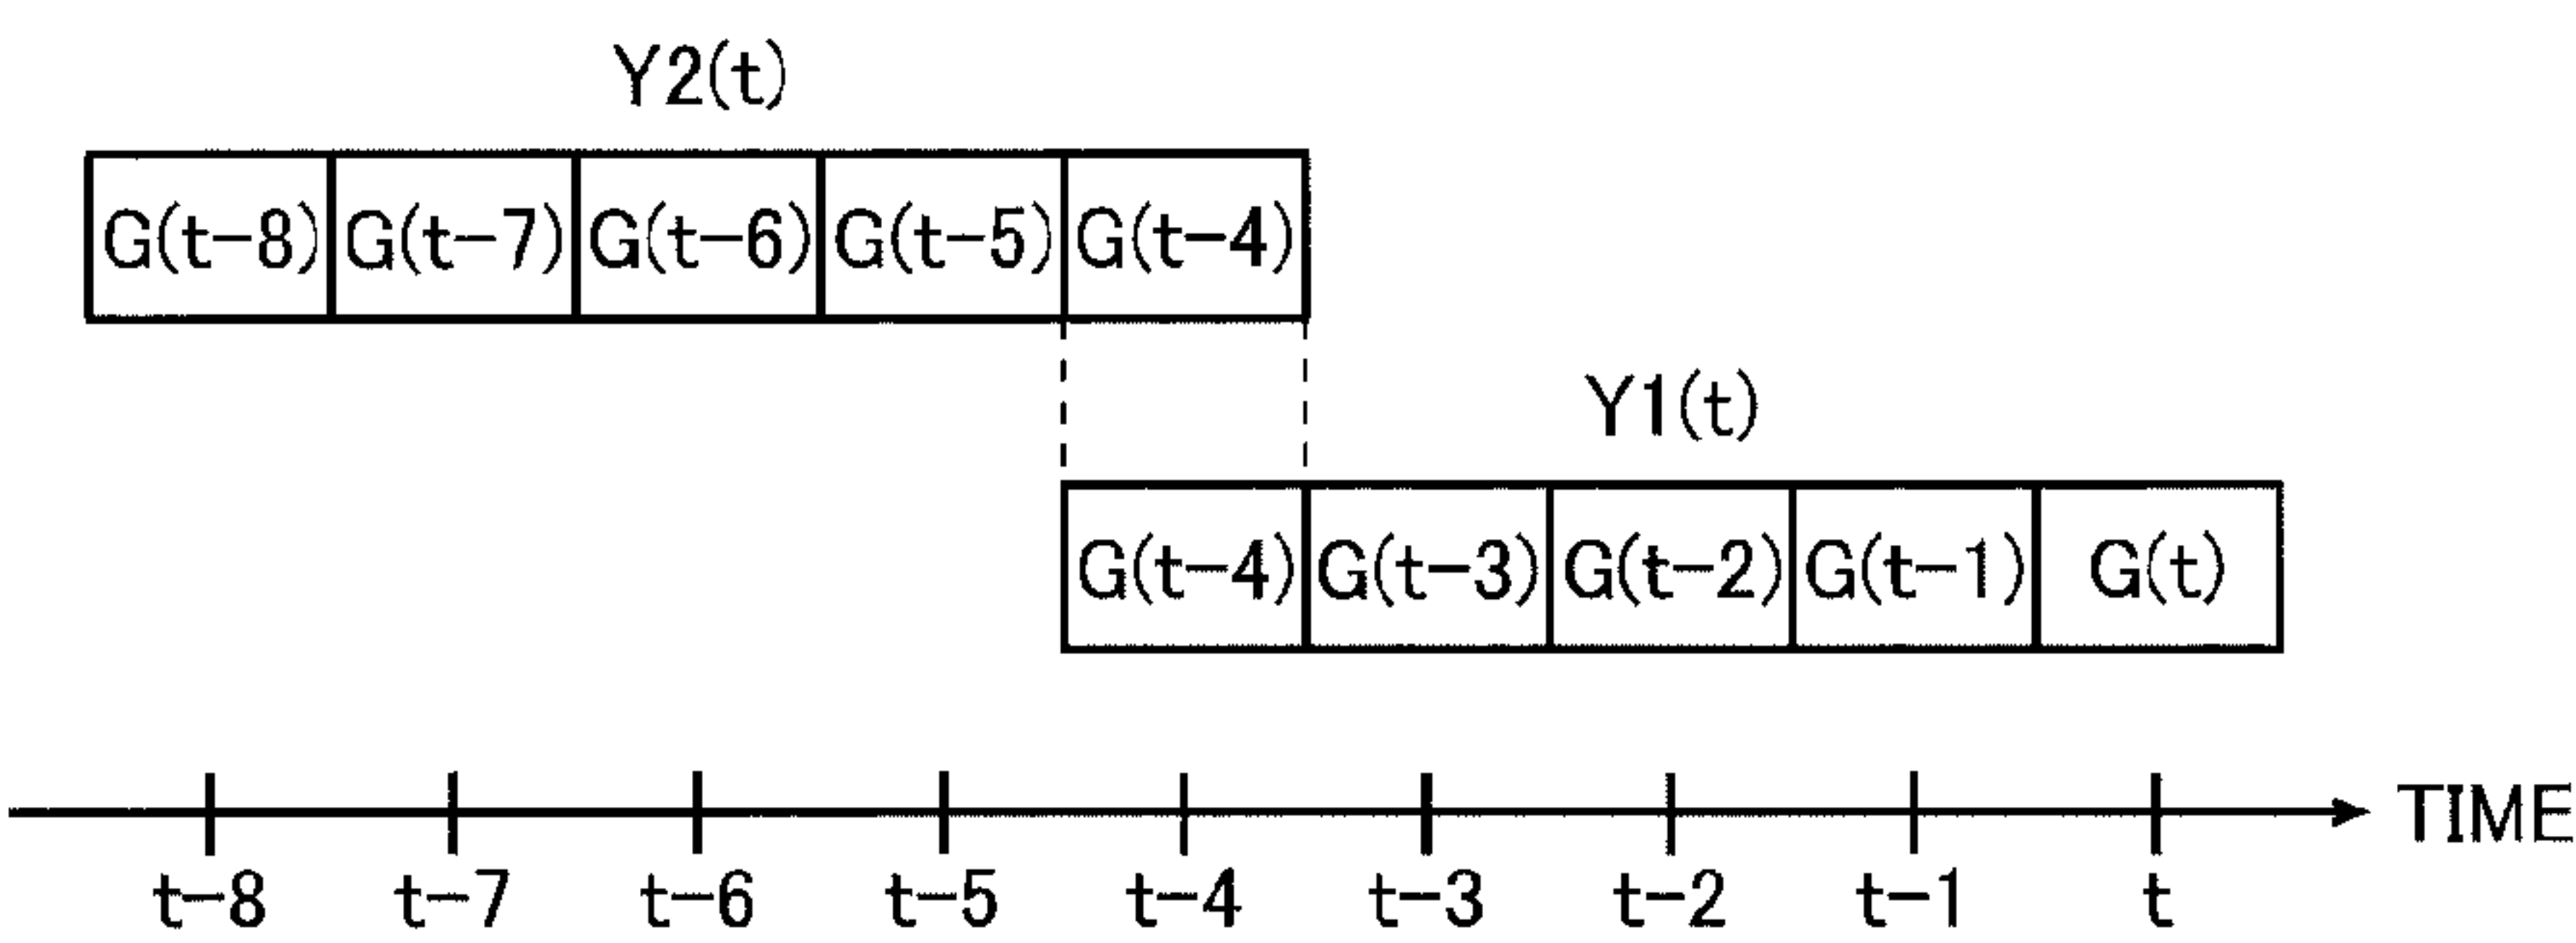 Y2(t)
G(t-8) G(t-7) G(t-6) G(t-5) G(t-4)
Y1(t)
G(t-4) G(t-3) G(t-2) G(t-1) G(t)
TIME
t-8 t-7 t-6 t-5 t-4 t-3 t-2 t-1 t